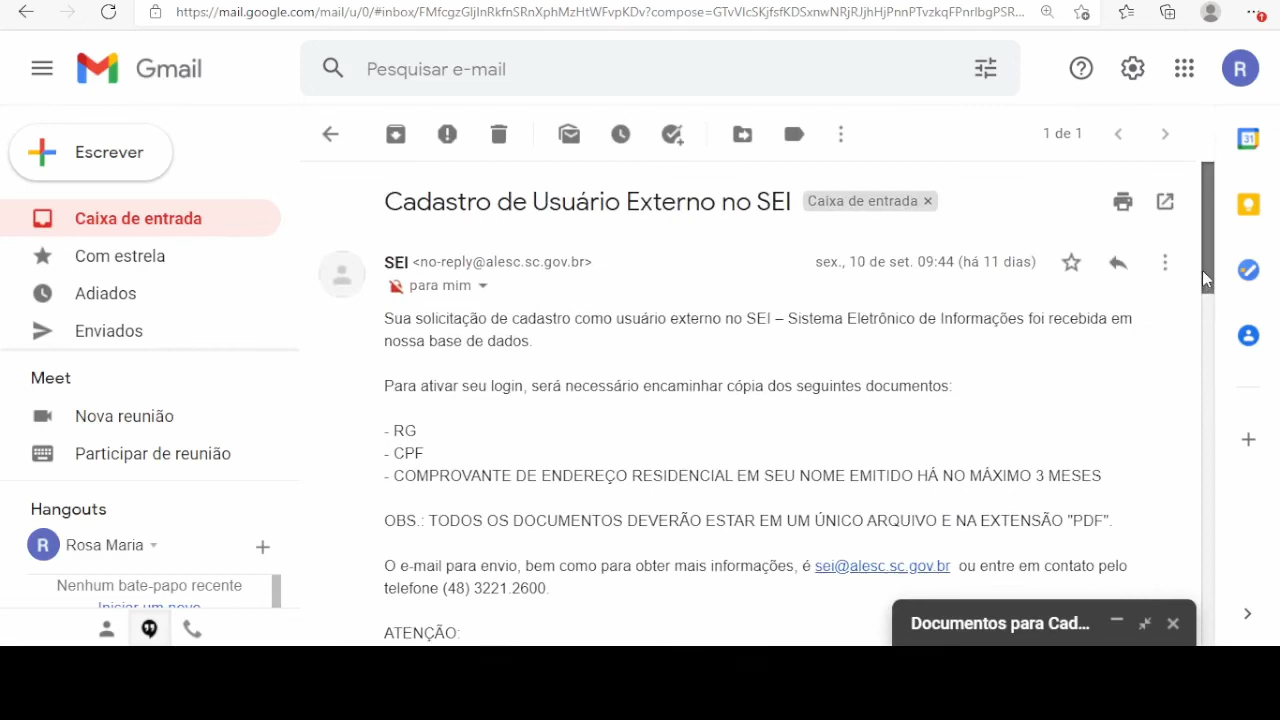 https://mail.google.com/mail/u/0/#inbox/FMfcgzGljlnRkfnSRnXphMzHtWFvpKDv?compose=GTvVlcSKjfsfKDSxnwNRjRJhHjPnnPTvzkqFPnrlbgPSR...
Gmail
Pesquisar e-mail
R
Escrever
1 de 1
31
Cadastro de Usuário Externo no SEI Caixa de entrada ×
Caixa de entrada
Com estrela
Adiados
Enviados
SEI <no-reply@alesc.sc.gov.br> sex., 10 de set. 09:44 (há 11 dias)
para mim
Sua solicitação de cadastro como usuário externo no SEI – Sistema Eletrônico de Informações foi recebida em
nossa base de dados.
Para ativar seu login, será necessário encaminhar cópia dos seguintes documentos:
- RG
- CPF
- COMPROVANTE DE ENDEREÇO RESIDENCIAL EM SEU NOME EMITIDO HÁ NO MÁXIMO 3 MESES
OBS.: TODOS OS DOCUMENTOS DEVERÃO ESTAR EM UM ÚNICO ARQUIVO E NA EXTENSÃO "PDF".
O e-mail para envio, bem como para obter mais informações, é sei@alesc.sc.gov.br ou entre em contato pelo
telefone (48) 3221.2600.
ATENÇÃO:
Meet
Nova reunião
Participar de reunião
Hangouts
R Rosa Maria
Nenhum bate-papo recente
Iniciar um novo
Documentos para Cad...